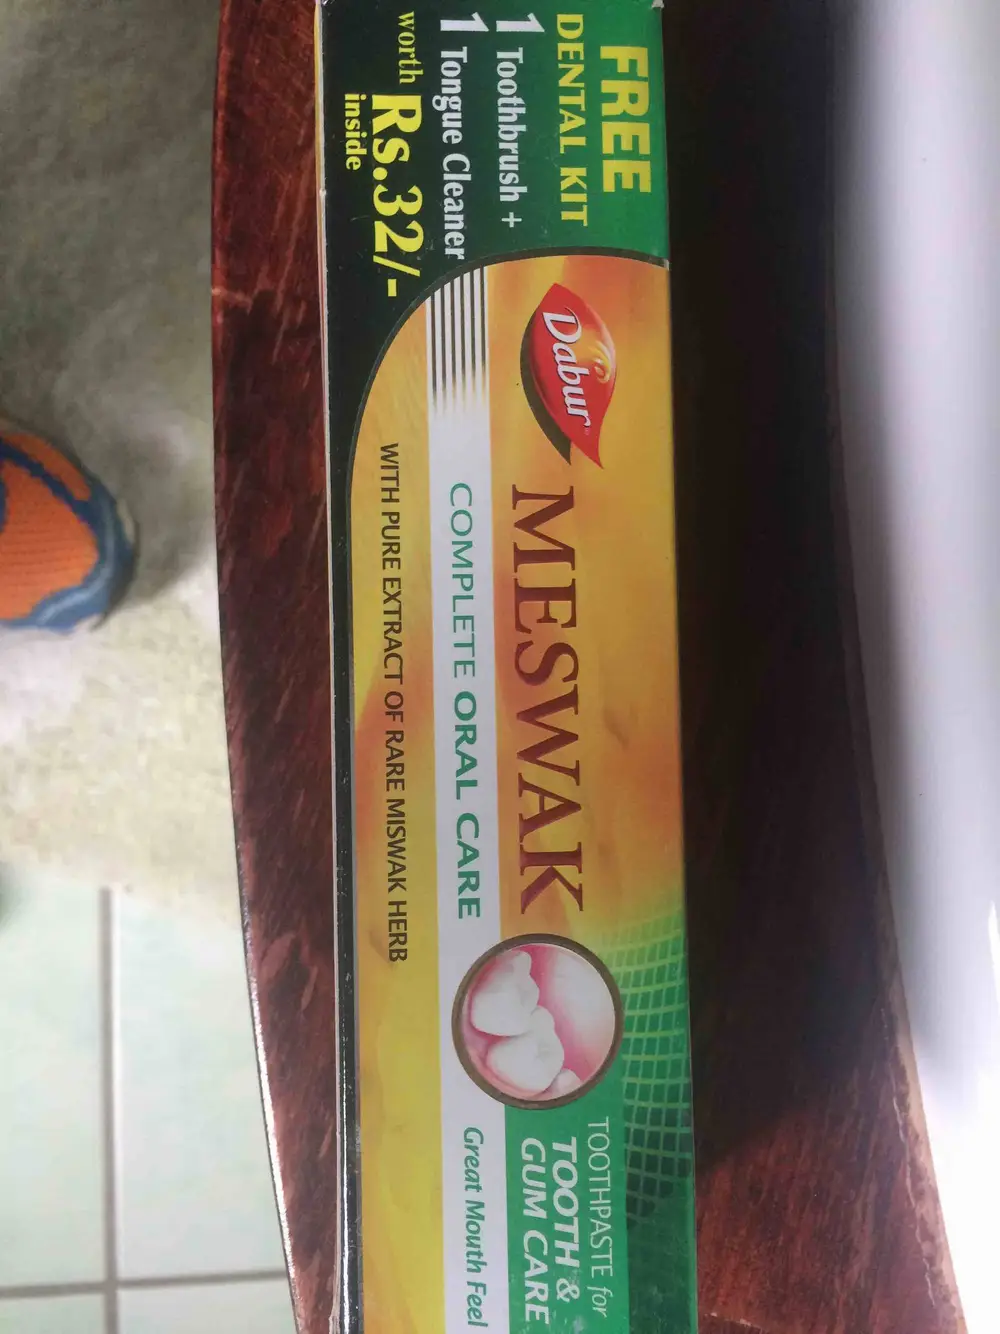 FREE
DENTAL KIT
1 Toothbrush +
1 Tongue Cleaner
worth Rs.32/-
inside
Dabur
MESWAK
COMPLETE ORAL CARE
WITH PURE EXTRACT OF RARE MISWAK HERB
TOOTHPASTE for
TOOTH &
GUM CARE
Great Mouth Feel